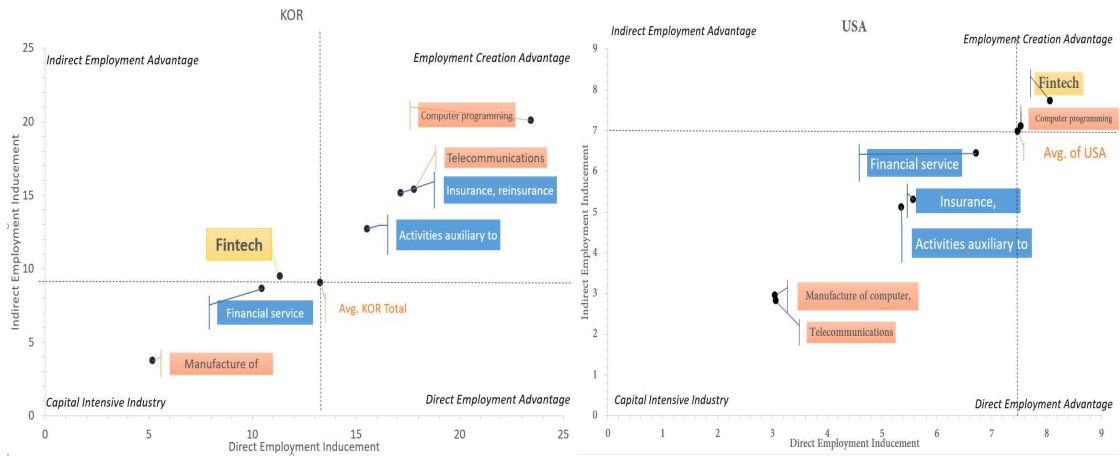 KOR
25
20
15
10
5
0
Indirect Employment Inducement
Indirect Employment Advantage
Employment Creation Advantage
Computer programming
Telecommunications
Insurance, reinsurance
Activities auxiliary to
Fintech
Financial service
Avg. KOR Total
Manufacture of
Capital Intensive Industry
Direct Employment Advantage
0 5 10 15 20 25
Direct Employment Inducement
USA
9
8
7
6
5
4
3
2
1
0
Indirect Employment Inducement
Indirect Employment Advantage
Employment Creation Advantage
Fintech
Computer programming
Avg. of USA
Financial service
Insurance,
Activities auxiliary to
Manufacture of computer,
Telecommunications
Capital Intensive Industry
Direct Employment Advantage
0 1 2 3 4 5 6 7 8 9
Direct Employment Inducement